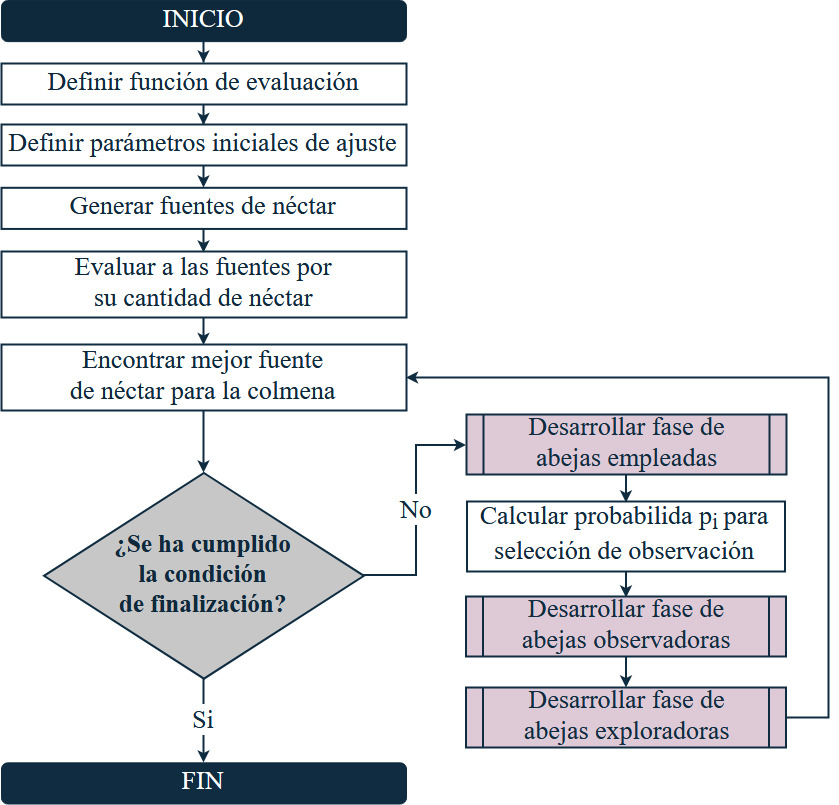 INICIO
Definir función de evaluación
Definir parámetros iniciales de ajuste
Generar fuentes de néctar
Evaluar a las fuentes por
su cantidad de néctar
Encontrar mejor fuente
de néctar para la colmena
¿Se ha cumplido
la condición
de finalización?
No
Desarrollar fase de
abejas empleadas
Calcular probabilida pi para
selección de observación
Desarrollar fase de
abejas observadoras
Desarrollar fase de
abejas exploradoras
Si
FIN